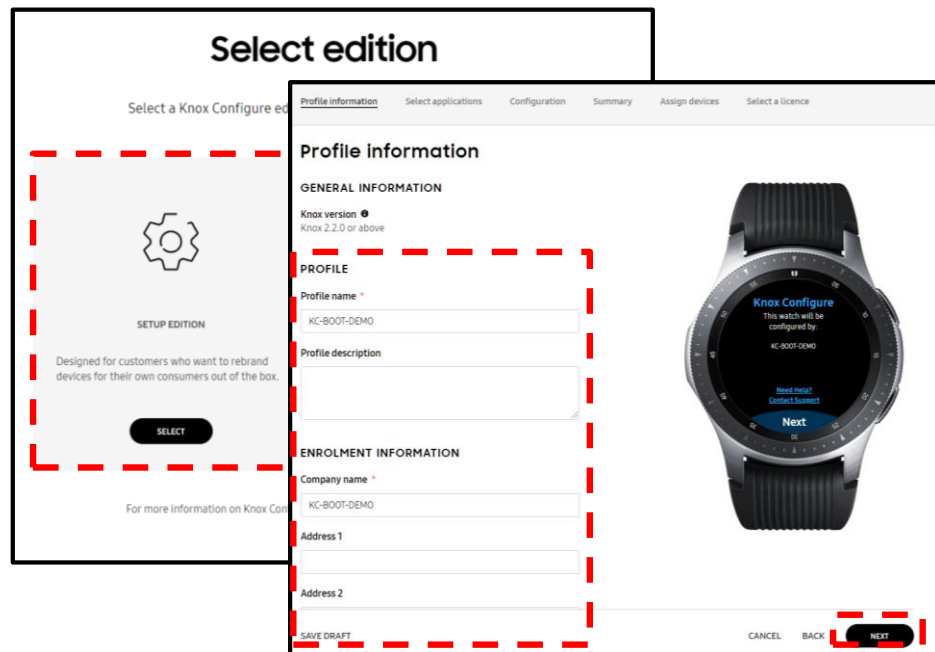 Select edition
Select a Knox Configure ed
SETUP EDITION
Designed for customers who want to rebrand
devices for their own consumers out of the box.
SELECT
For more information on Knox Con
Profile information
Select applications
Configuration
Summary
Assign devices
Select a licence
Profile information
GENERAL INFORMATION
Knox version
Knox 2.2.0 or above
PROFILE
Profile name *
KC-BOOT-DEMO
Profile description
ENROLMENT INFORMATION
Company name *
KC-BOOT-DEMO
Address 1
Address 2
SAVE DRAFT
Knox Configure
This watch will be
configured by:
KC-BOOT-DEMO
Need Help?
Contact Support
Next
CANCEL
BACK
NEXT